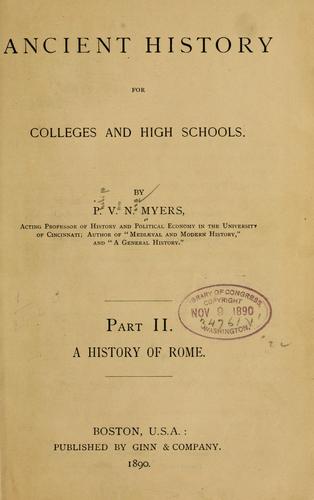 ANCIENT HISTORY
FOR
COLLEGES AND HIGH SCHOOLS.
BY
P. V. N. MYERS,
ACTING PROFESSOR OF HISTORY AND POLITICAL ECONOMY IN THE UNIVERSITY
OF CINCINNATI; AUTHOR OF "MEDIÆVAL AND MODERN HISTORY,"
AND "A GENERAL HISTORY."
PART II.
A HISTORY OF ROME.
LIBRARY OF CONGRESS
COPYRIGHT
NOV 8 1890
WASHINGTON
BOSTON, U.S.A.:
PUBLISHED BY GINN & COMPANY.
1890.